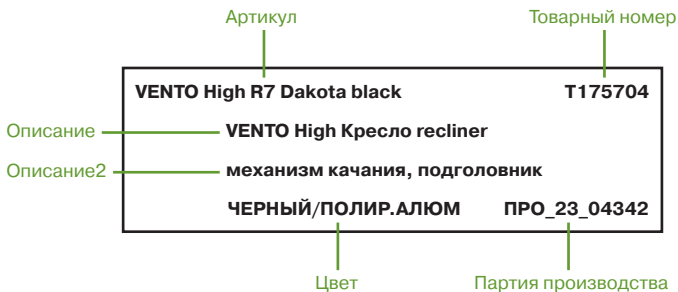 Артикул Товарный номер
VENTO High R7 Dakota black T175704
Описание VENTO High Кресло recliner
Описание2 механизм качания, подголовник
ЧЕРНЫЙ/ПОЛИР.АЛЮМ ПРО_23_04342
Цвет Партия производства